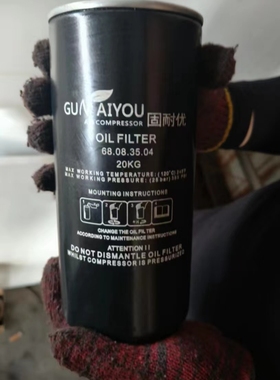 GUNAIYOU 固耐优
AIR COMPRESSOR
OIL FILTER
68.08.35.04
20KG
MAX WORKING TEMPERATURE
MAX WORKING PRESSURE
MOUNTING INSTRUCTIONS
CHANGE THE OIL FILTER
ACCORDING TO MAINTENANCE INSTRUCTIONS
ATTENTION !!
DO NOT DISMANTLE OIL FILTER
WHILST COMPRESSOR IS PRESSURIZED